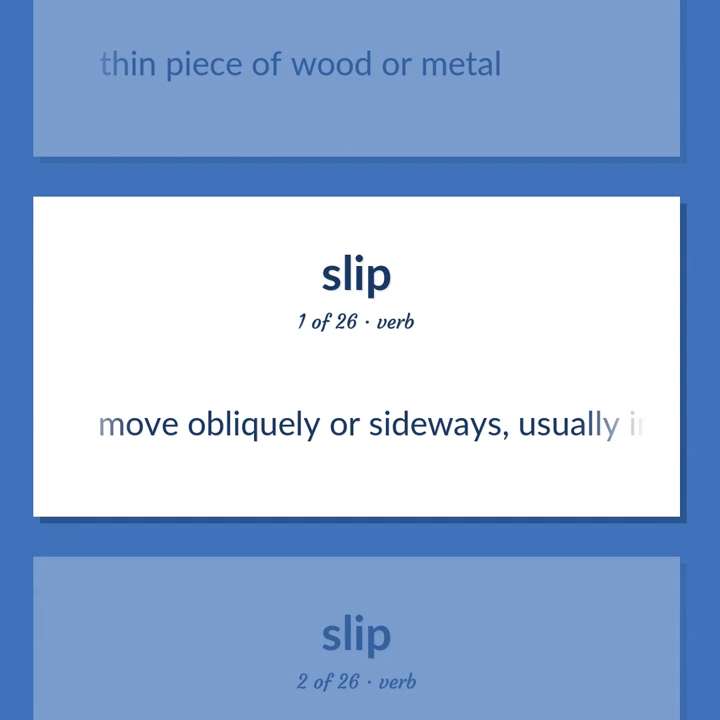 thin piece of wood or metal
slip
1 of 26 · verb
move obliquely or sideways, usually
slip
2 of 26 · verb